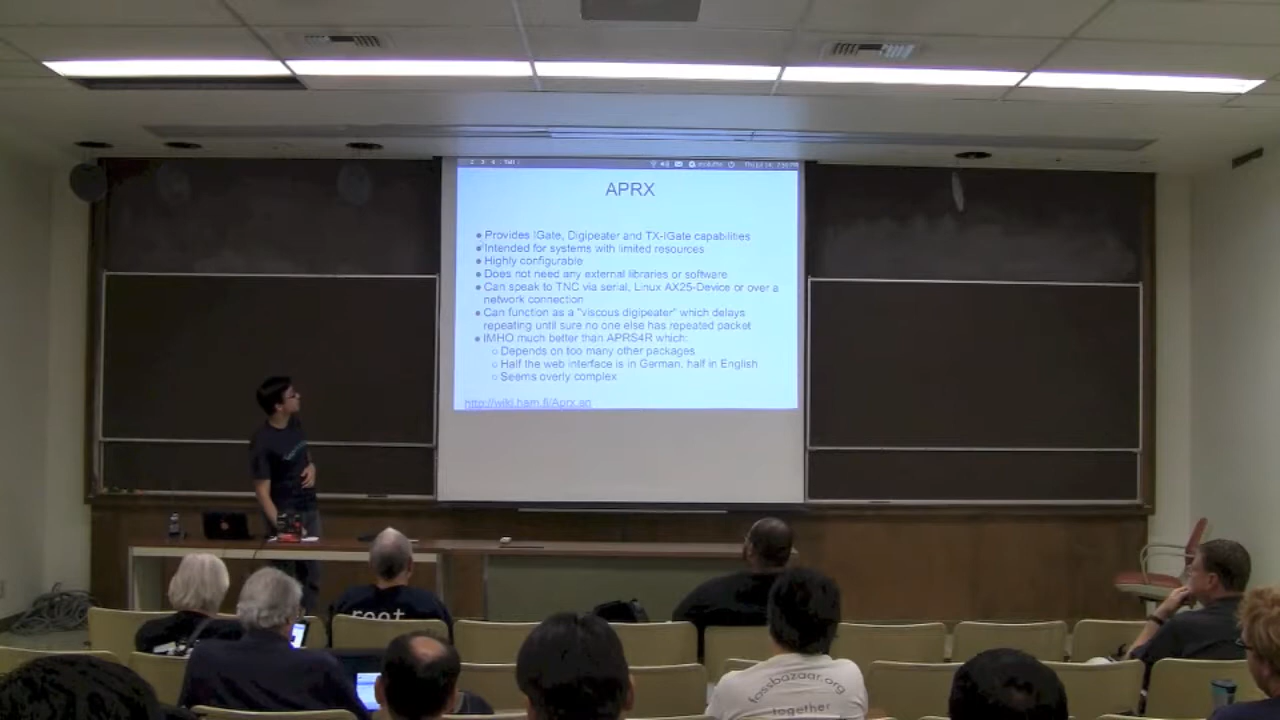 APRX
● Provides IGate, Digipeater and TX-IGate capabilities
● Intended for systems with limited resources
● Highly configurable
● Does not need any external libraries or software
● Can speak to TNC via serial, Linux AX25-Device or over a
network connection
● Can function as a "viscous digipeater" which delays
repeating until sure no one else has repeated packet
● IMHO much better than APRS4R which:
○ Depends on too many other packages
○ Half the web interface is in German, half in English
○ Seems overly complex
http://wiki.ham.fi/Aprx.en
root
fossbazaar.org
together